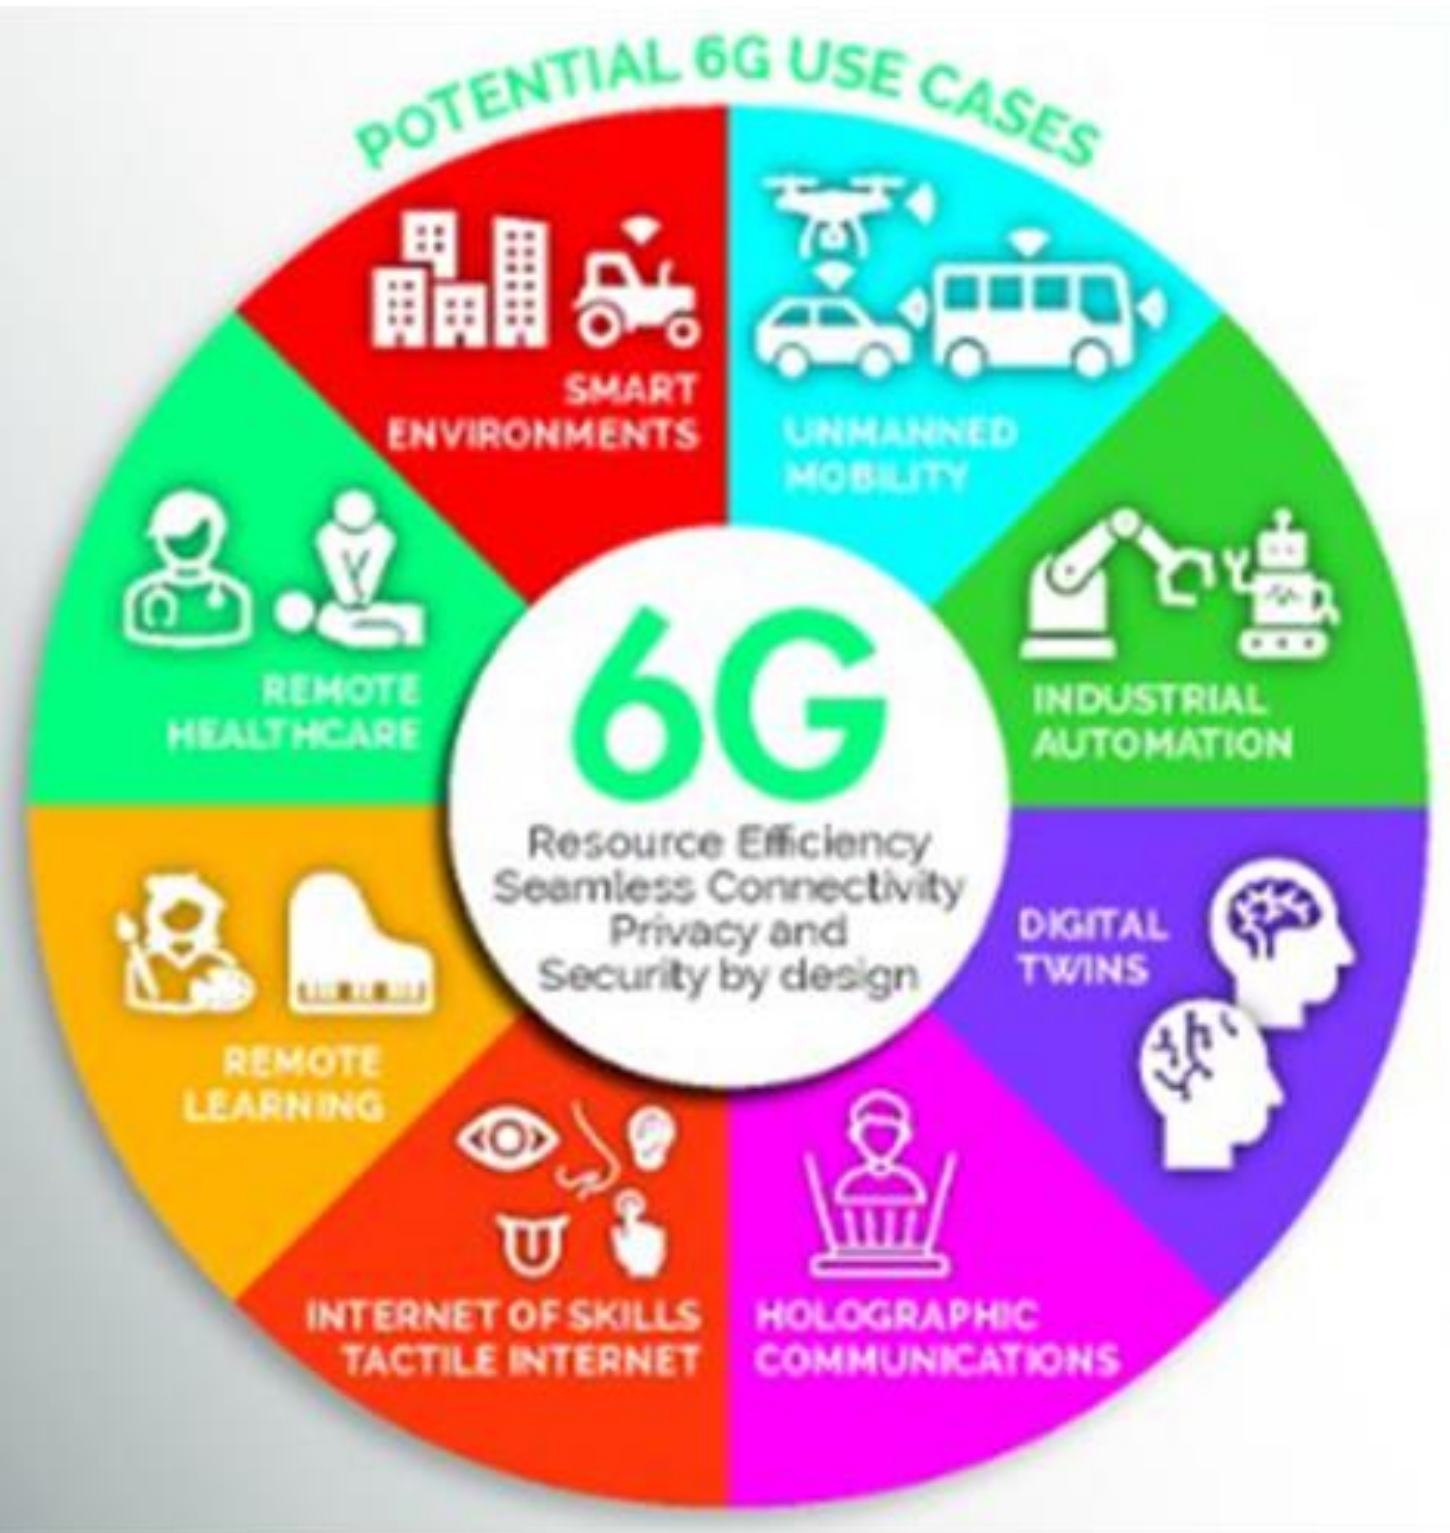 POTENTIAL 6G USE CASES
SMART
ENVIRONMENTS
UNMANNED
MOBILITY
INDUSTRIAL
AUTOMATION
DIGITAL
TWINS
HOLOGRAPHIC
COMMUNICATIONS
INTERNET OF SKILLS
TACTILE INTERNET
REMOTE
LEARNING
REMOTE
HEALTHCARE
6G
Resource Efficiency
Seamless Connectivity
Privacy and
Security by design